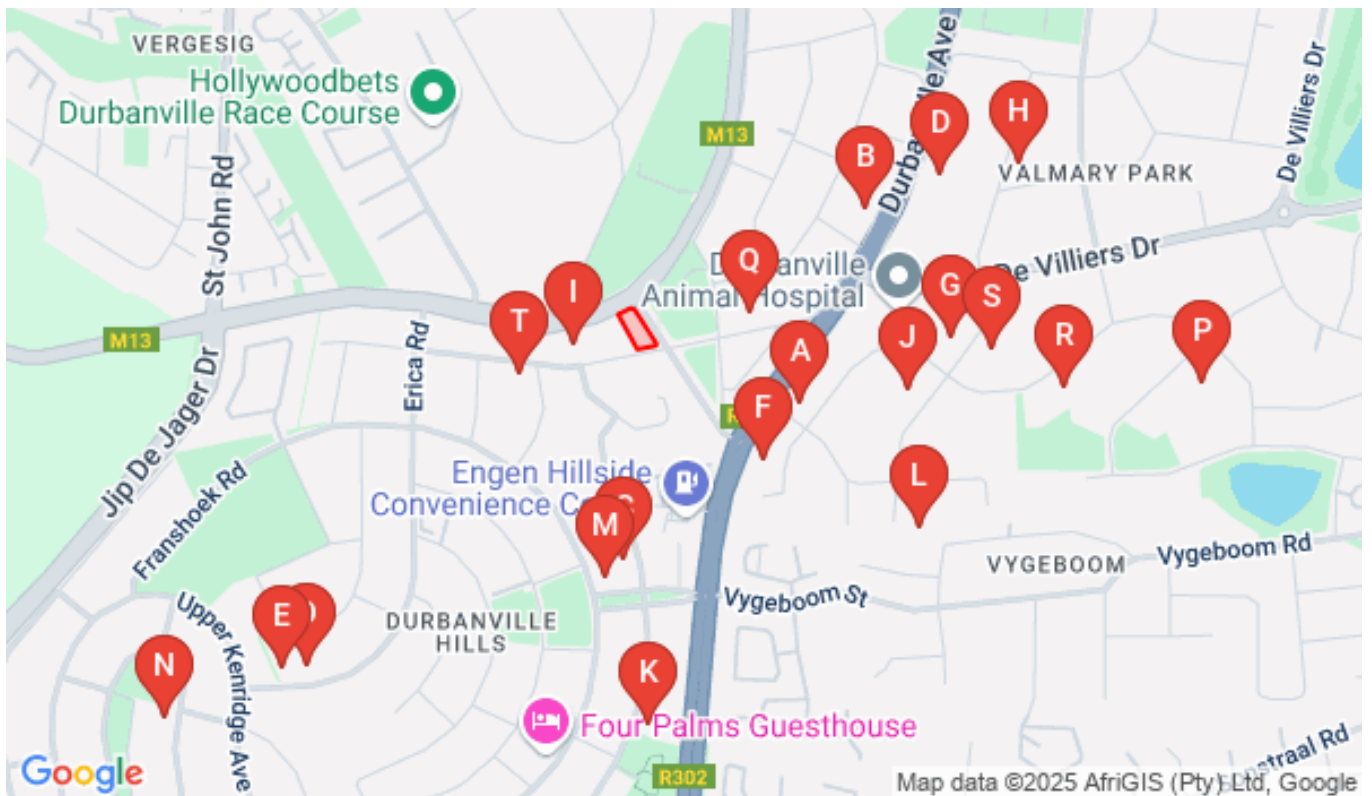 VERGESIG
Hollywoodbets
Durbanville Race Course
M13
De Villiers Dr
H
D
B
VALMARY PARK
St John Rd
De Villiers Dr
Q
Animal Hospital
I
G
S
T
M13
J
R
P
A
Erica Rd
F
Jip De Jager Dr
Engen Hillside
Convenience
L
M
Franshoek Rd
VYGEBOOM
Vygeboom Rd
Vygeboom St
Upper Kenridge Ave
E
DURBANVILLE
HILLS
N
K
Four Palms Guesthouse
R302
Google
Map data ©2025 AfriGIS (Pty) Ltd, Google